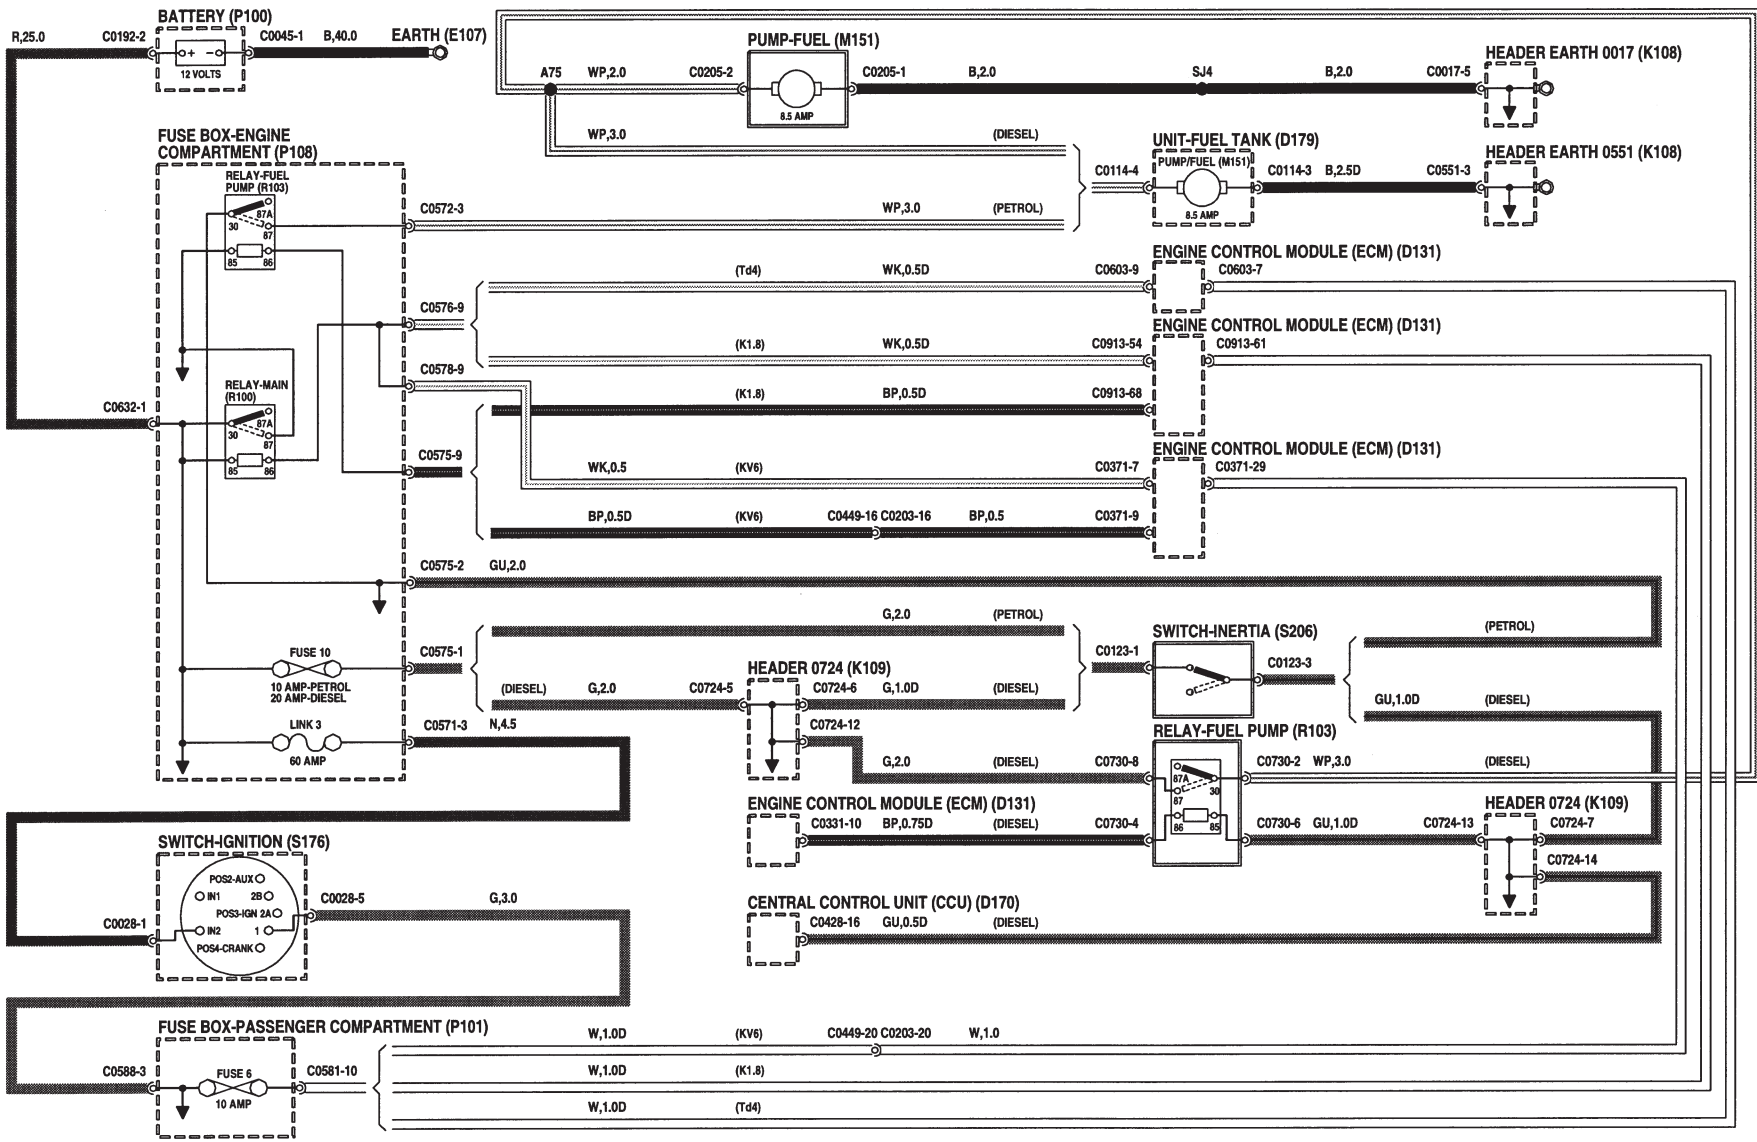 BATTERY (P100)
R,25.0
C0192-2
+
-
12 VOLTS
C0045-1
B,40.0
EARTH (E107)
PUMP-FUEL (M151)
A75
WP,2.0
C0205-2
8.5 AMP
C0205-1
B,2.0
SJ4
B,2.0
C0017-5
HEADER EARTH 0017 (K108)
WP,3.0
(DIESEL)
UNIT-FUEL TANK (D179)
PUMP/FUEL (M151)
8.5 AMP
C0114-4
C0114-3
B,2.5D
C0551-3
HEADER EARTH 0551 (K108)
FUSE BOX-ENGINE
COMPARTMENT (P108)
RELAY-FUEL
PUMP (R103)
87A
30
87
85
86
C0572-3
WP,3.0
(PETROL)
ENGINE CONTROL MODULE (ECM) (D131)
(Td4)
WK,0.5D
C0603-9
C0603-7
C0576-9
ENGINE CONTROL MODULE (ECM) (D131)
(K1.8)
WK,0.5D
C0913-54
C0913-61
C0578-9
RELAY-MAIN
(R100)
87A
30
87
85
86
C0632-1
(K1.8)
BP,0.5D
C0913-68
ENGINE CONTROL MODULE (ECM) (D131)
C0575-9
WK,0.5
(KV6)
C0371-7
C0371-29
BP,0.5D
(KV6)
C0449-16 C0203-16
BP,0.5
C0371-9
C0575-2
GU,2.0
G,2.0
(PETROL)
SWITCH-INERTIA (S206)
(PETROL)
FUSE 10
10 AMP-PETROL
20 AMP-DIESEL
C0575-1
C0123-1
C0123-3
HEADER 0724 (K109)
(DIESEL)
G,2.0
C0724-5
C0724-6
G,1.0D
(DIESEL)
GU,1.0D
(DIESEL)
LINK 3
60 AMP
C0571-3
N,4.5
C0724-12
RELAY-FUEL PUMP (R103)
G,2.0
(DIESEL)
C0730-8
87A
87
30
86
85
C0730-2
WP,3.0
(DIESEL)
ENGINE CONTROL MODULE (ECM) (D131)
C0331-10
BP,0.75D
(DIESEL)
C0730-4
C0730-6
GU,1.0D
C0724-13
HEADER 0724 (K109)
C0724-7
C0724-14
SWITCH-IGNITION (S176)
POS2-AUX
IN1
2B
POS3-IGN 2A
IN2
1
POS4-CRANK
C0028-1
C0028-5
G,3.0
CENTRAL CONTROL UNIT (CCU) (D170)
C0428-16
GU,0.5D
(DIESEL)
FUSE BOX-PASSENGER COMPARTMENT (P101)
C0588-3
FUSE 6
10 AMP
C0581-10
W,1.0D
(KV6)
C0449-20 C0203-20
W,1.0
W,1.0D
(K1.8)
W,1.0D
(Td4)